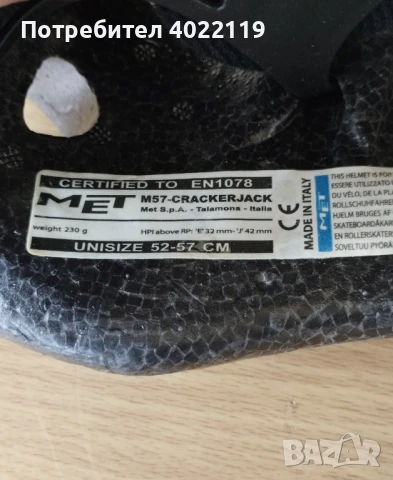 Потребител 4022119
CERTIFIED TO EN1078
MET M57-CRACKERJACK
Met S.p.A. - Talamona - Italia
weight 230 g HPI above RP: "E" 32 mm- "J" 42 mm
UNISIZE 52-57 CM
CE
MADE IN ITALY
MET
THIS HELMET IS FOR
ESSERE UTILIZZATO
DU VÉLO, DE LA PLA
ROLLSCHUHFAHRE
HJELM BRUGES AF
SKATEBOARDÅKAR
EN ROLLERSKATER
SOVELTUU PYÖRÄ
BAZAR